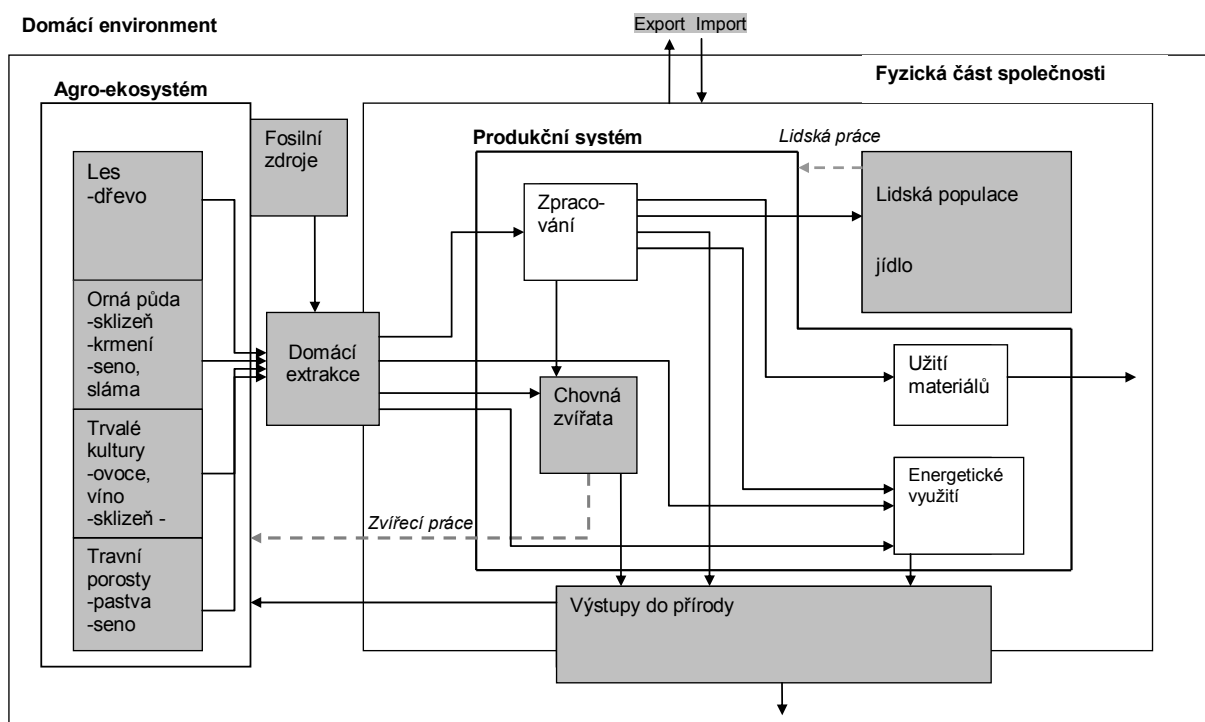 Domácí environment
Export Import
Fyzická část společnosti
Agro-ekosystém
Fosilní
zdroje
Produkční systém
Lidská práce
Les
-dřevo
Zpraco-
vání
Lidská populace
jídlo
Orná půda
-sklizeň
-krmení
-seno,
sláma
Domácí
extrakce
Užití
materiálů
Chovná
zvířata
Trvalé
kultury
-ovoce,
víno
-sklizeň -
Energetické
využití
Zvířecí práce
Travní
porosty
-pastva
-seno
Výstupy do přírody